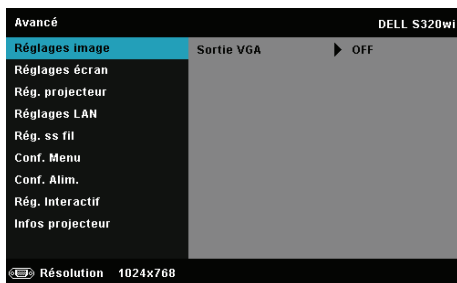 Avancé DELL S320wi
Réglages image Sortie VGA OFF
Réglages écran
Rég. projecteur
Réglages LAN
Rég. ss fil
Conf. Menu
Conf. Alim.
Rég. Interactif
Infos projecteur
Résolution 1024x768